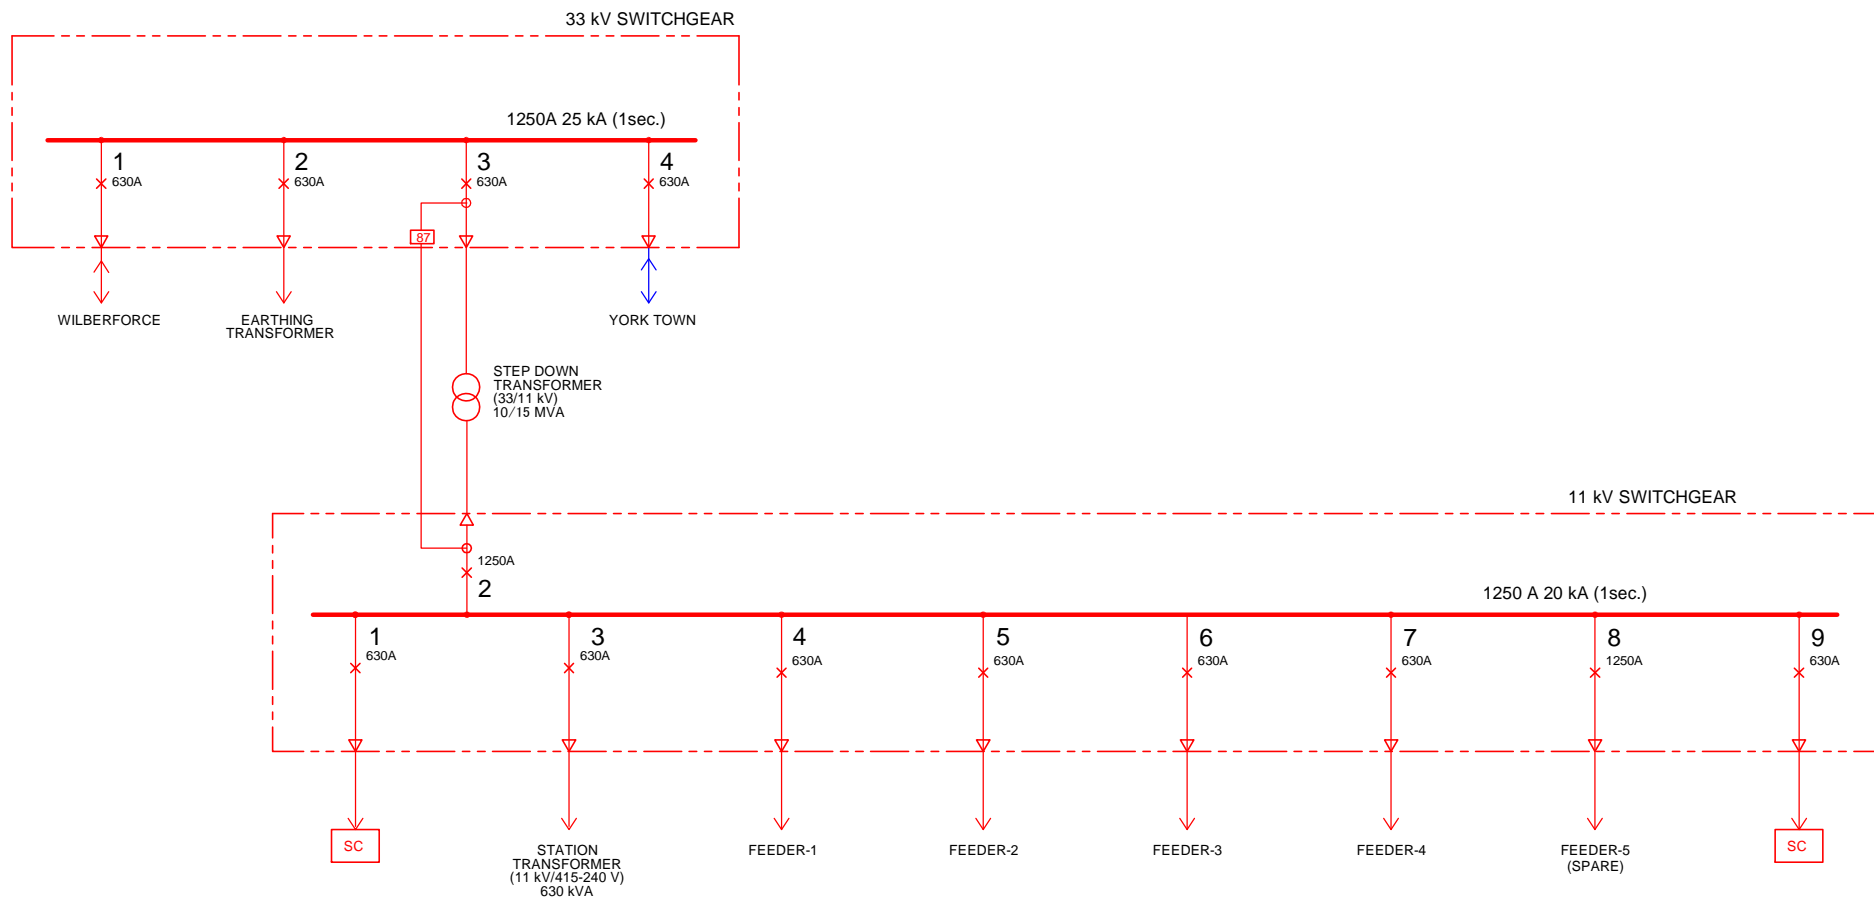 33 kV SWITCHGEAR
1250A 25 kA (1sec.)
1
630A
2
630A
3
630A
4
630A
87
WILBERFORCE
EARTHING
TRANSFORMER
YORK TOWN
STEP DOWN
TRANSFORMER
(33/11 kV)
10/15 MVA
11 kV SWITCHGEAR
1250A
2
1250 A 20 kA (1sec.)
1
630A
3
630A
4
630A
5
630A
6
630A
7
630A
8
1250A
9
630A
SC
STATION
TRANSFORMER
(11 kV/415-240 V)
630 kVA
FEEDER-1
FEEDER-2
FEEDER-3
FEEDER-4
FEEDER-5
(SPARE)
SC